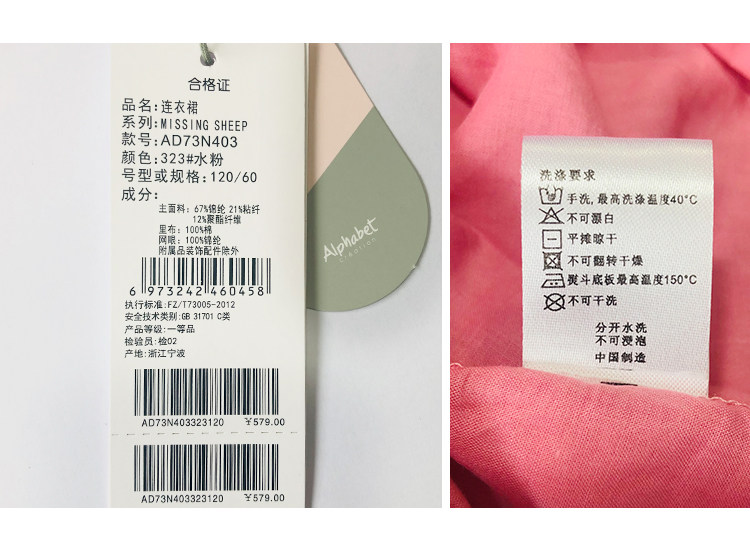 合格证
品名:连衣裙
系列:MISSING SHEEP
款号:AD73N403
颜色:323#水粉
号型或规格:120/60
成分:
主面料: 67%锦纶 21%粘纤
12%聚酯纤维
里布: 100%棉
网眼: 100%锦纶
附属品装饰配件除外
6 973242 460458
执行标准:FZ/T73005-2012
安全技术类别:GB 31701 C类
产品等级:一等品
检验员:检02
产地:浙江宁波
AD73N403323120 ¥579.00
AD73N403323120 ¥579.00
Alphabet
洗涤要求
手洗,最高洗涤温度40°C
不可漂白
平摊晾干
不可翻转干燥
熨斗底板最高温度150°C
不可干洗
分开水洗
不可浸泡
中国制造